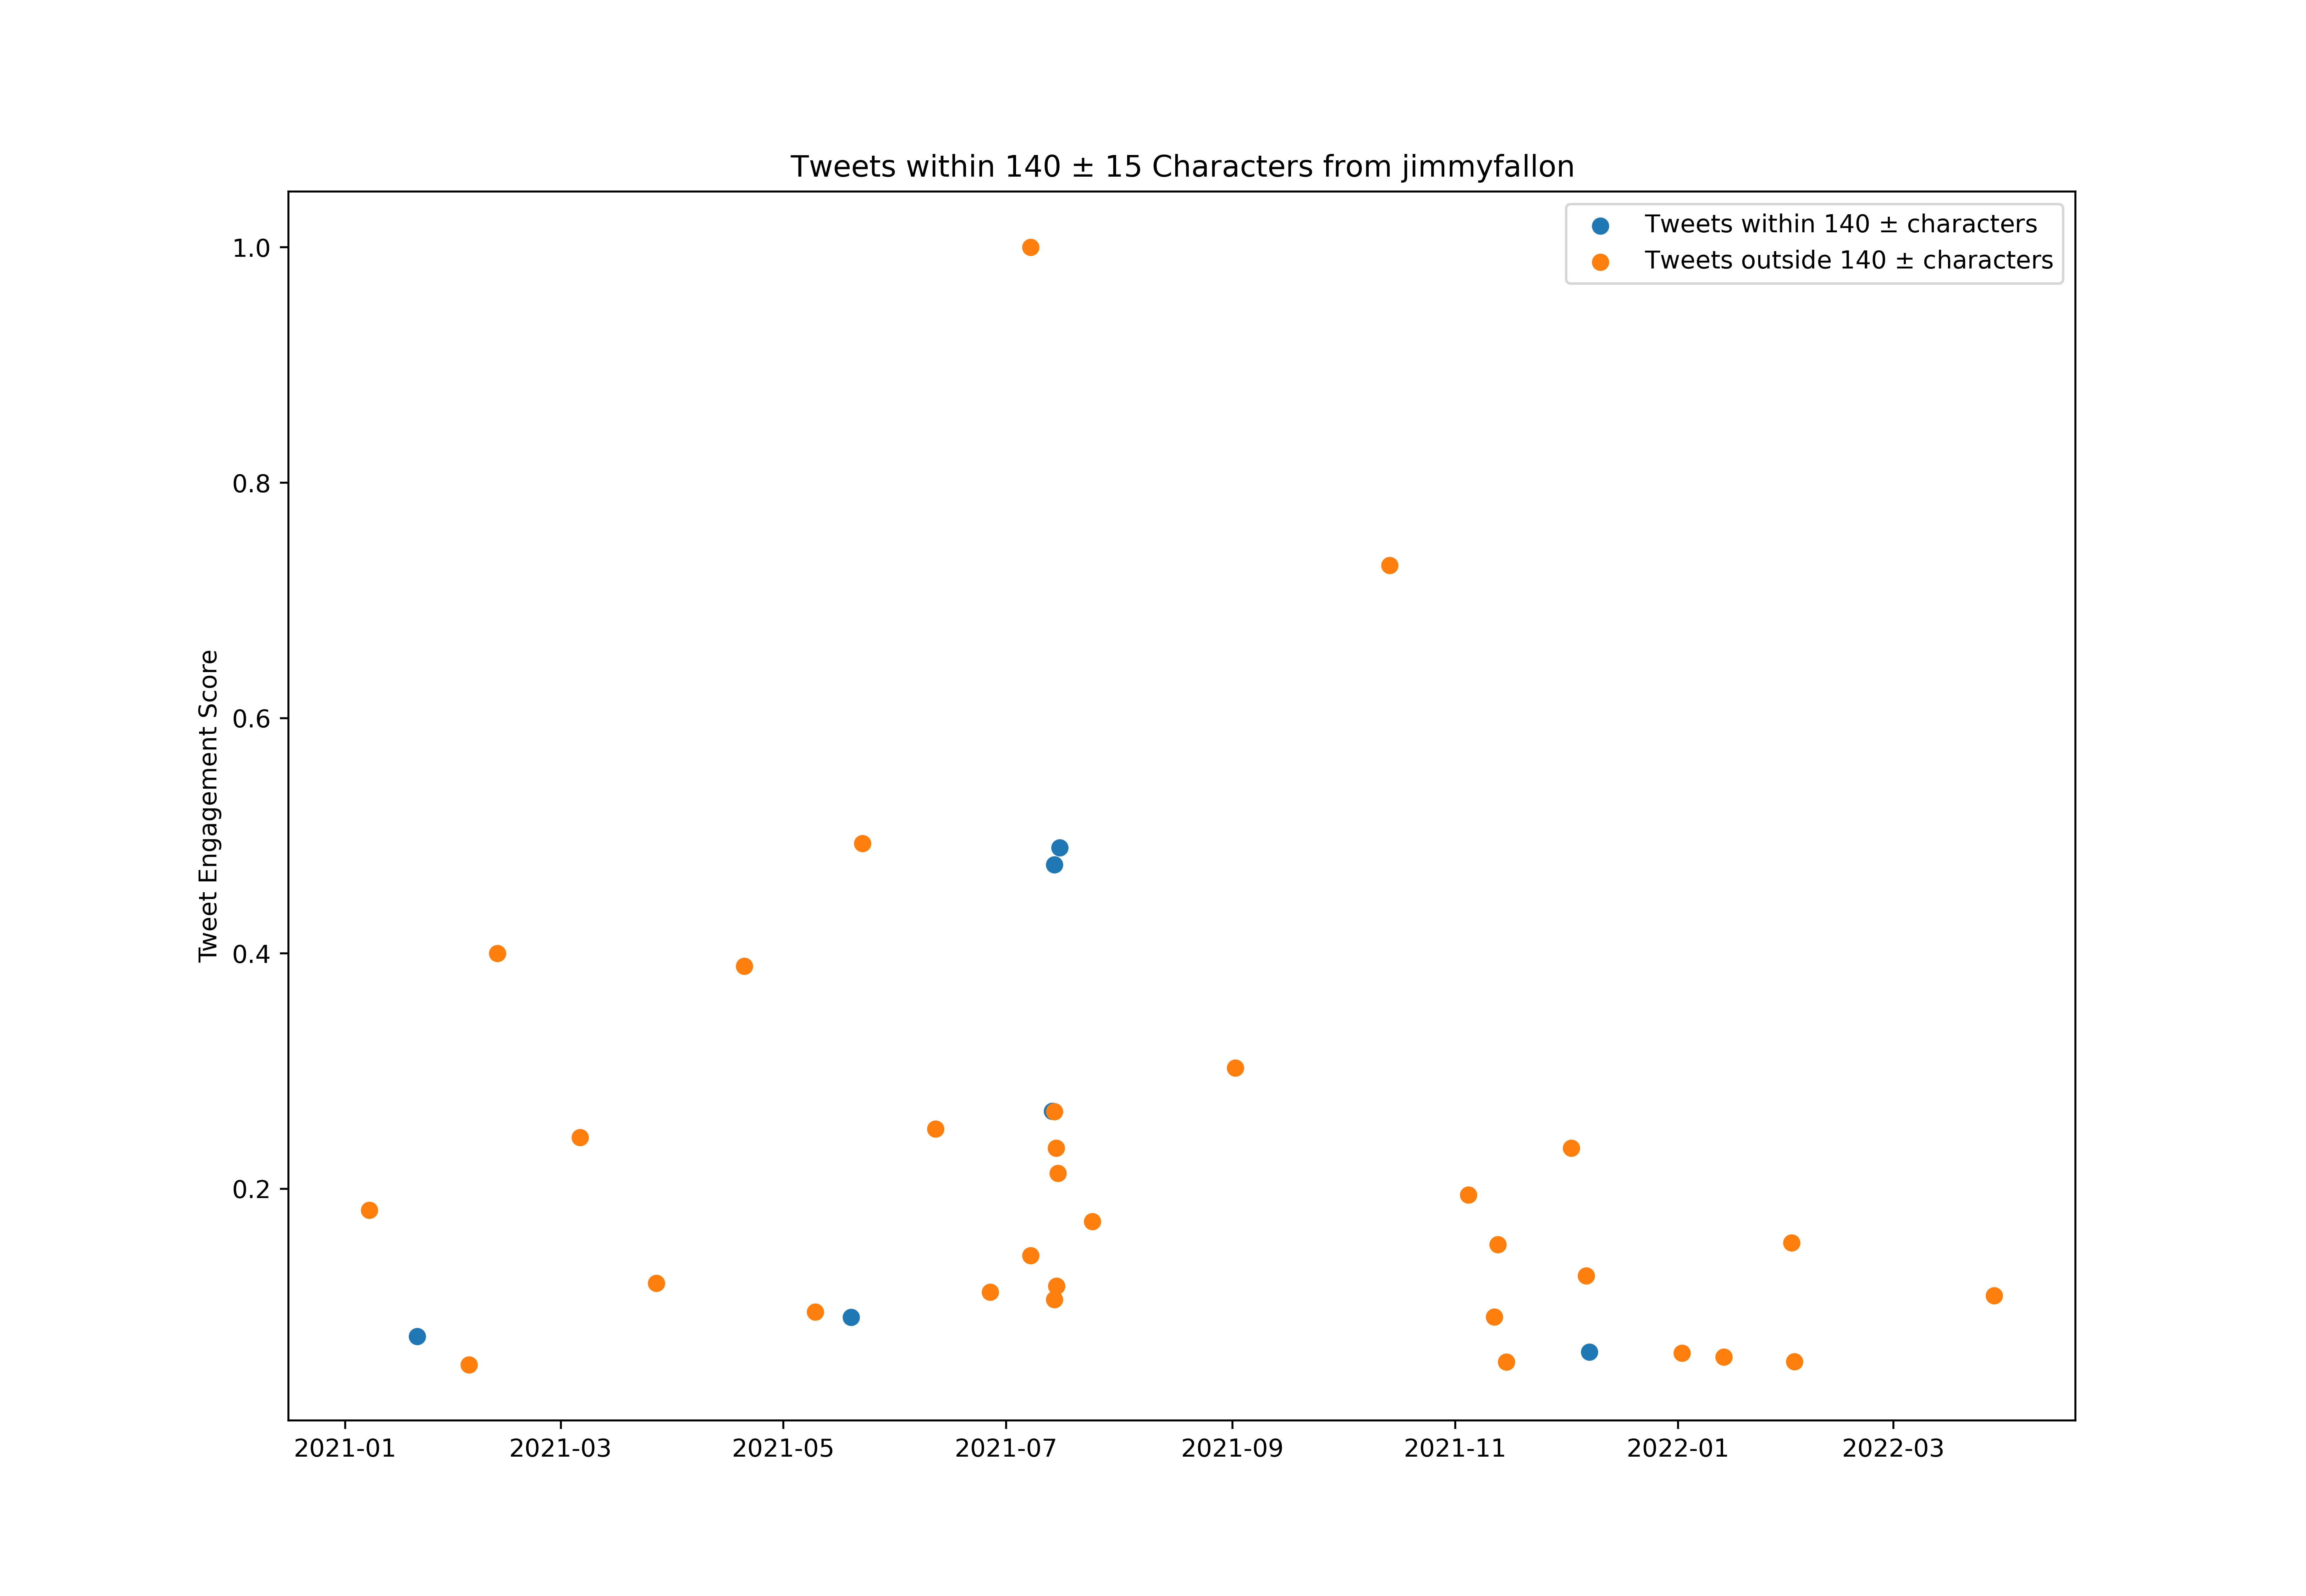 Tweets within 140 ± 15 Characters from jimmyfallon
Tweets within 140 ± characters
Tweets outside 140 ± characters
Tweet Engagement Score
1.0
0.8
0.6
0.4
0.2
2021-01 2021-03 2021-05 2021-07 2021-09 2021-11 2022-01 2022-03